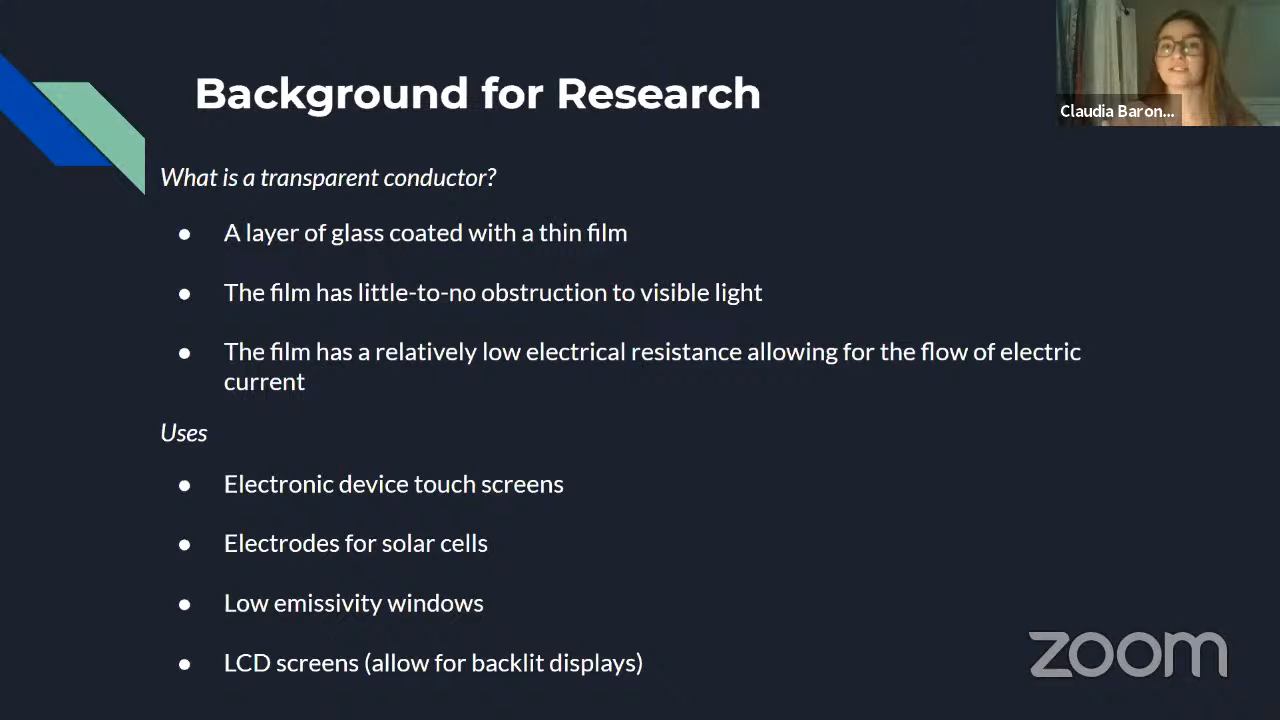 Background for Research
Claudia Baron...
What is a transparent conductor?
● A layer of glass coated with a thin film
● The film has little-to-no obstruction to visible light
● The film has a relatively low electrical resistance allowing for the flow of electric
current
Uses
● Electronic device touch screens
● Electrodes for solar cells
● Low emissivity windows
● LCD screens (allow for backlit displays)
zoom